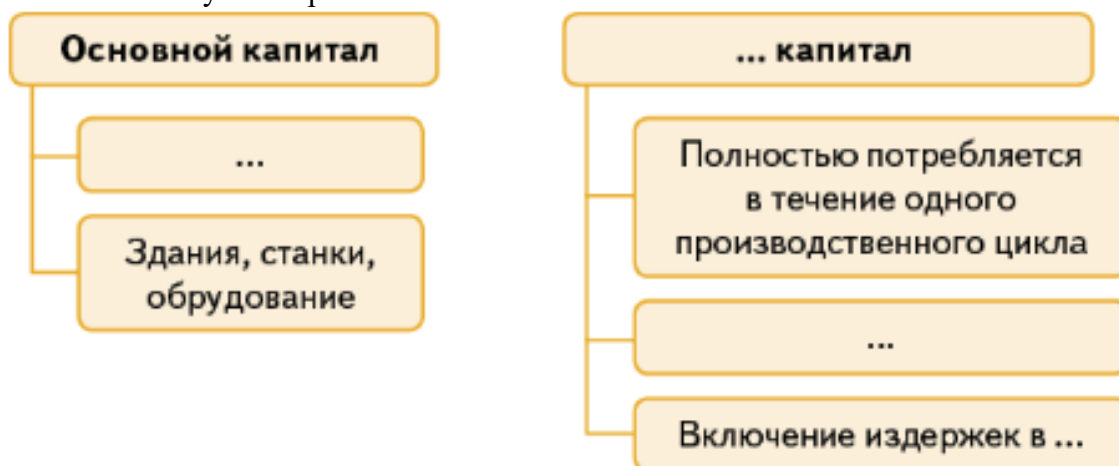 Основной капитал
...
Здания, станки,
обрудование
... капитал
Полностью потребляется
в течение одного
производственного цикла
...
Включение издержек в ...